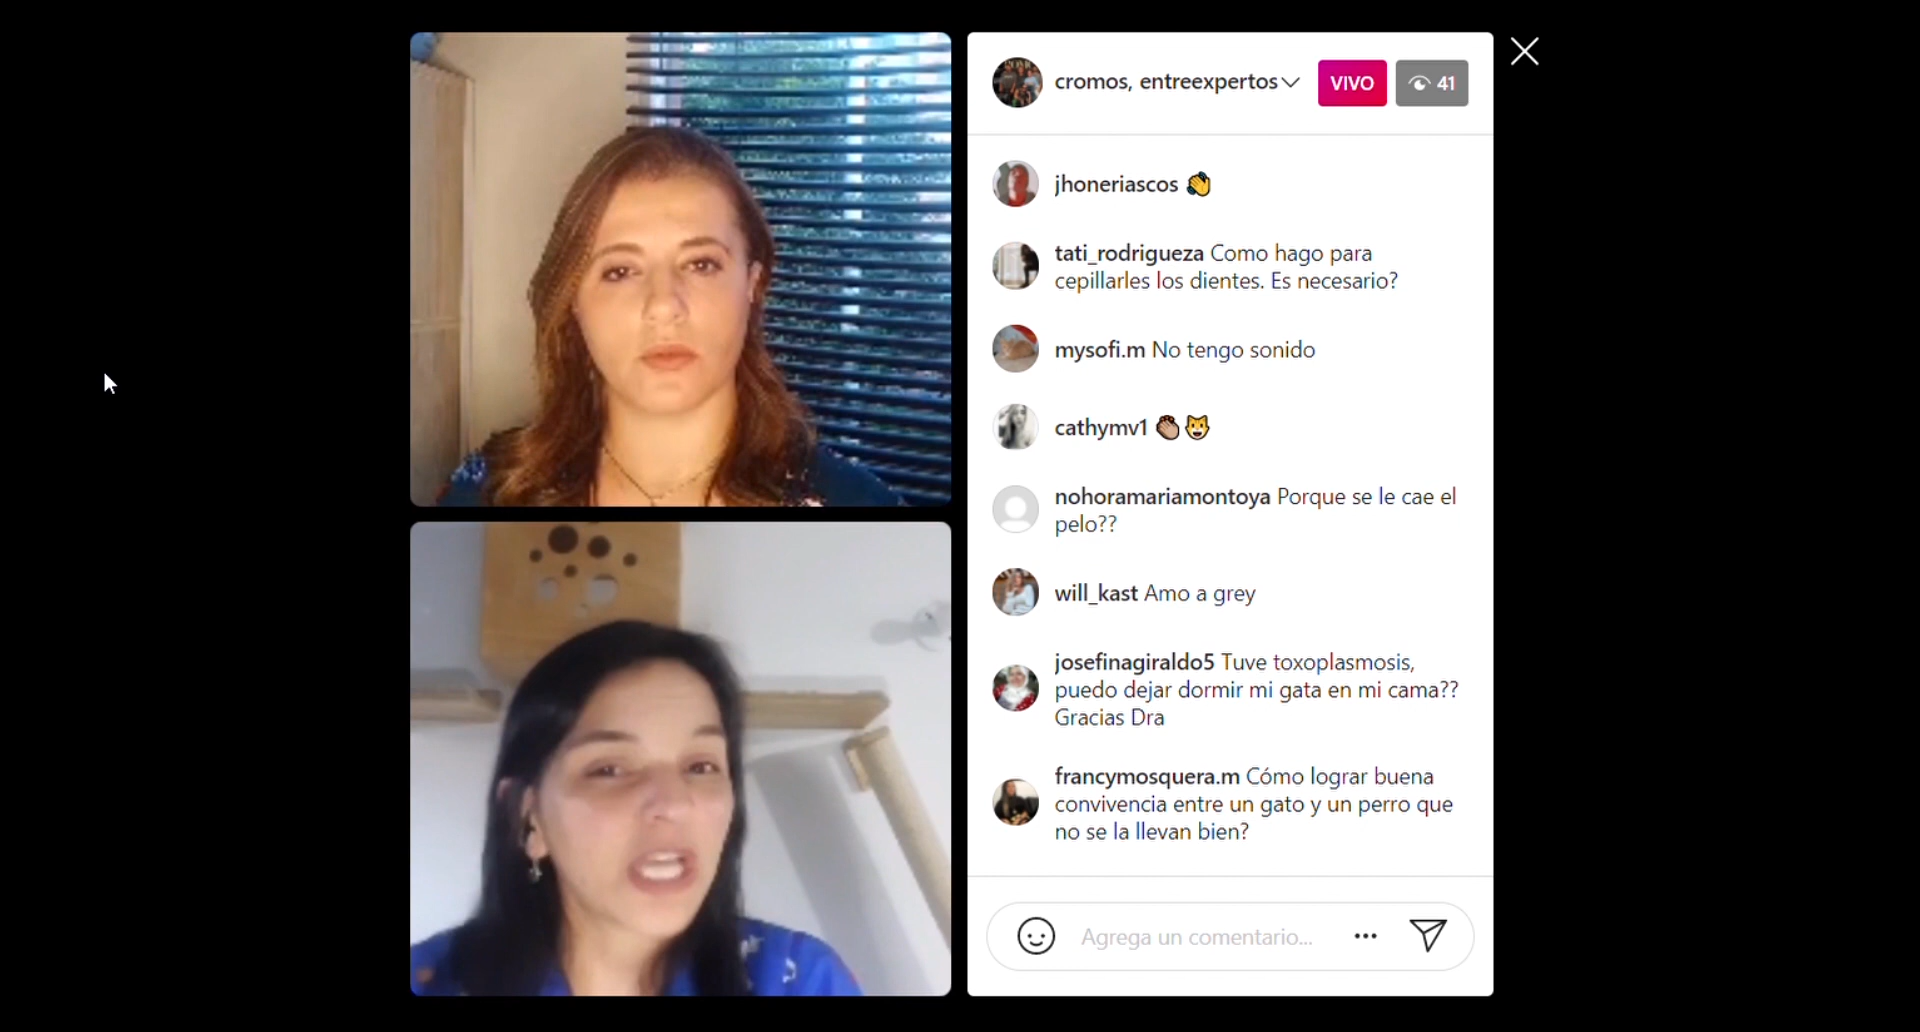 cromos, entreexpertos
VIVO
41
jhoneriascos 👏
tati_rodrigueza Como hago para
cepillarles los dientes. Es necesario?
mysofi.m No tengo sonido
cathymv1 👏🏽😺
nohoramariamontoya Porque se le cae el
pelo??
will_kast Amo a grey
josefinagiraldo5 Tuve toxoplasmosis,
puedo dejar dormir mi gata en mi cama??
Gracias Dra
francymosquera.m Cómo lograr buena
convivencia entre un gato y un perro que
no se la llevan bien?
Agrega un comentario...